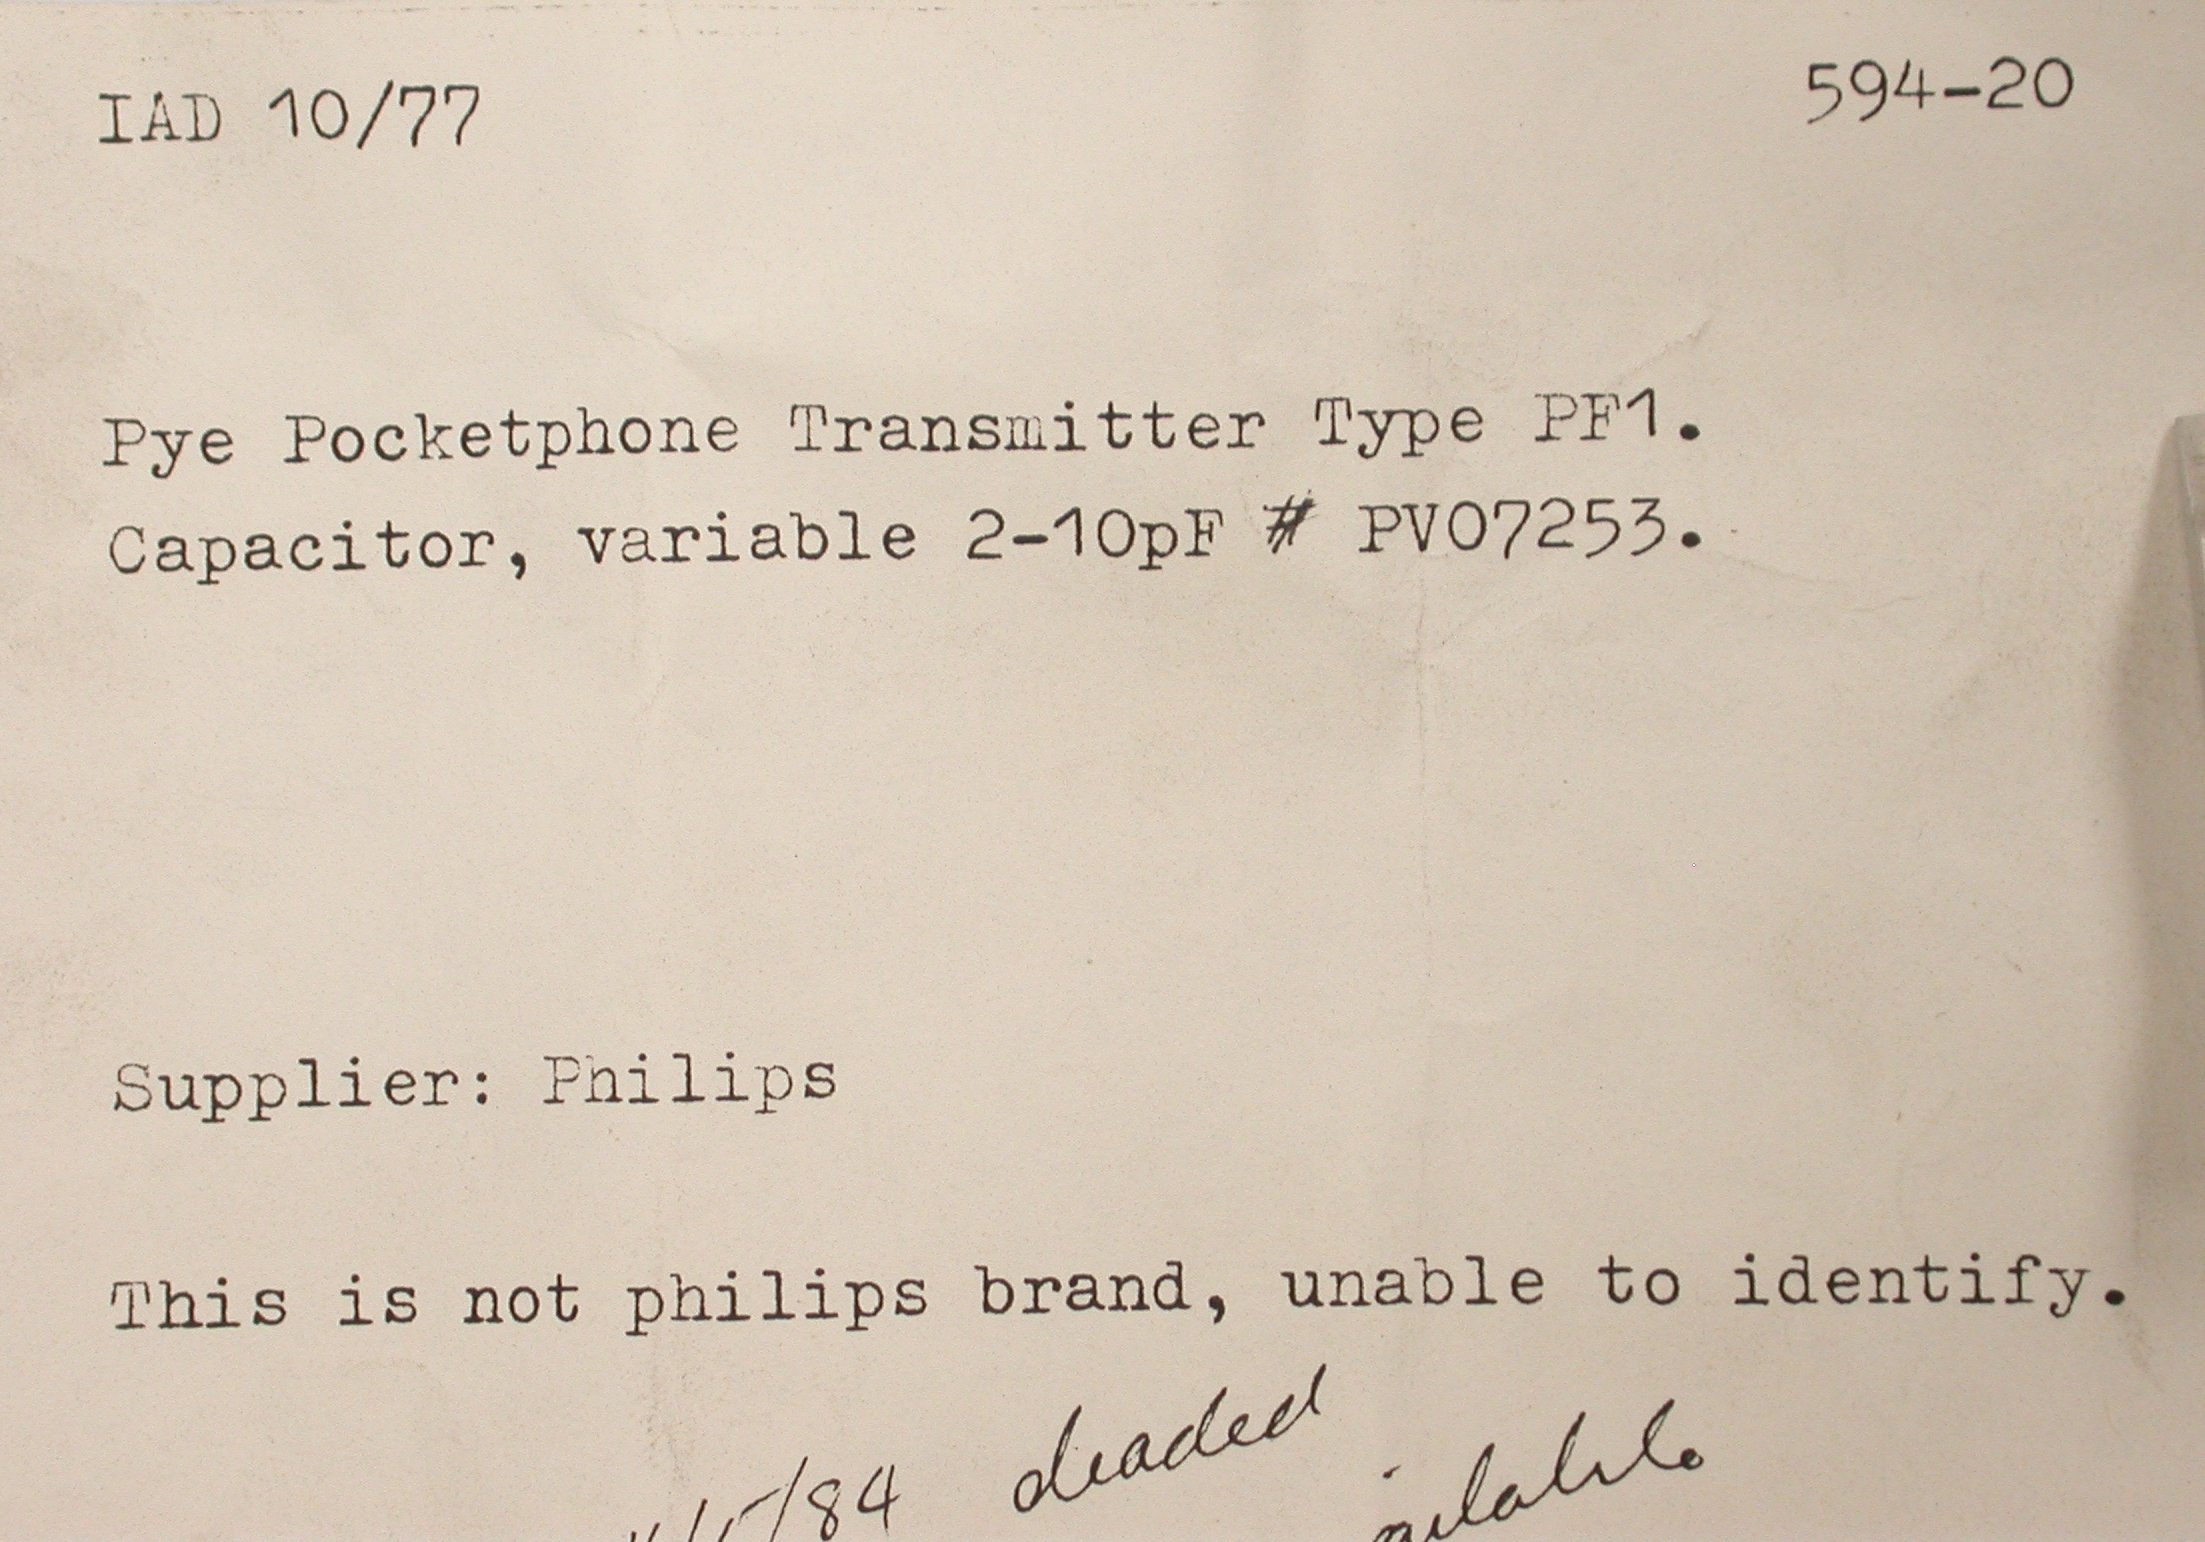 IAD 10/77
594-20
Pye Pocketphone Transmitter Type PF1.
Capacitor, variable 2-10pF # PV07253.
Supplier: Philips
This is not philips brand, unable to identify.
deaded